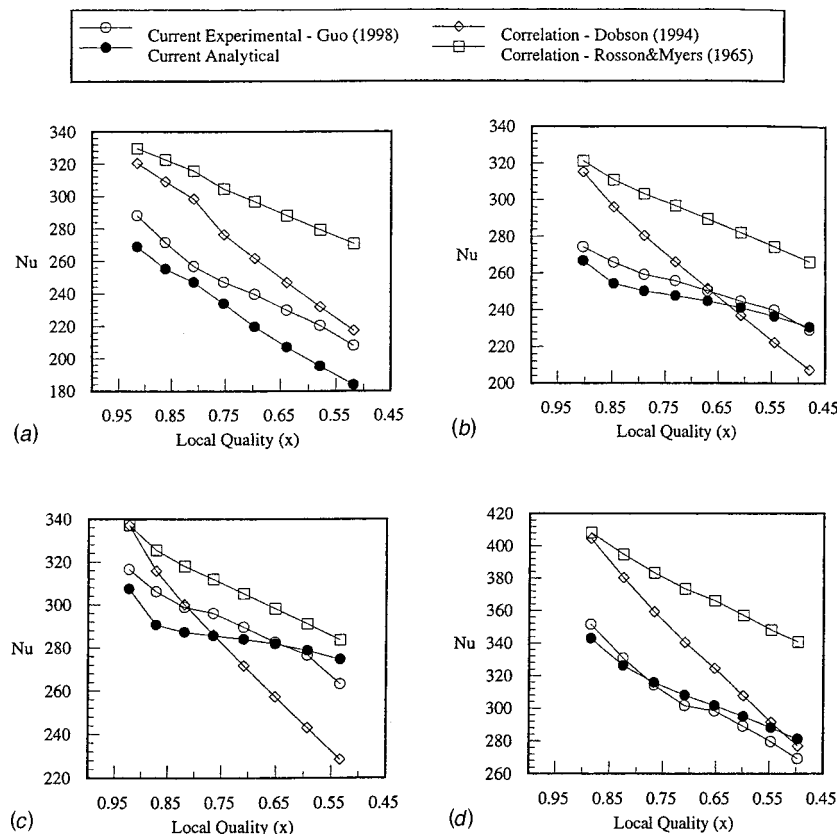 Current Experimental - Guo (1998)
Current Analytical
Correlation - Dobson (1994)
Correlation - Rosson&Myers (1965)
340
320
300
280
260
240
220
200
180
Nu
0.95 0.85 0.75 0.65 0.55 0.45
Local Quality (x)
(a)
340
320
300
280
260
240
220
200
Nu
0.95 0.85 0.75 0.65 0.55 0.45
Local Quality (x)
(b)
340
320
300
280
260
240
220
Nu
0.95 0.85 0.75 0.65 0.55 0.45
Local Quality (x)
(c)
420
400
380
360
340
320
300
280
260
Nu
0.95 0.85 0.75 0.65 0.55 0.45
Local Quality (x)
(d)